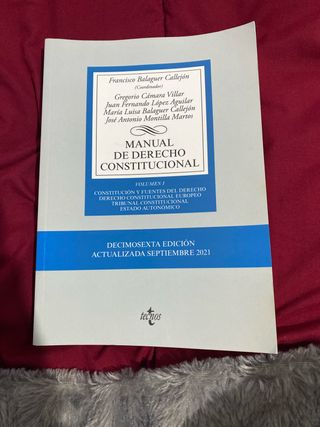 Francisco Balaguer Callejón
(Coordinador)
Gregorio Cámara Villar
Juan Fernando López Aguilar
María Luisa Balaguer Callejón
José Antonio Montilla Martos
MANUAL
DE DERECHO
CONSTITUCIONAL
VOLUMEN I
CONSTITUCIÓN Y FUENTES DEL DERECHO
DERECHO CONSTITUCIONAL EUROPEO
TRIBUNAL CONSTITUCIONAL
ESTADO AUTONÓMICO
DECIMOSEXTA EDICIÓN
ACTUALIZADA SEPTIEMBRE 2021
tecnos